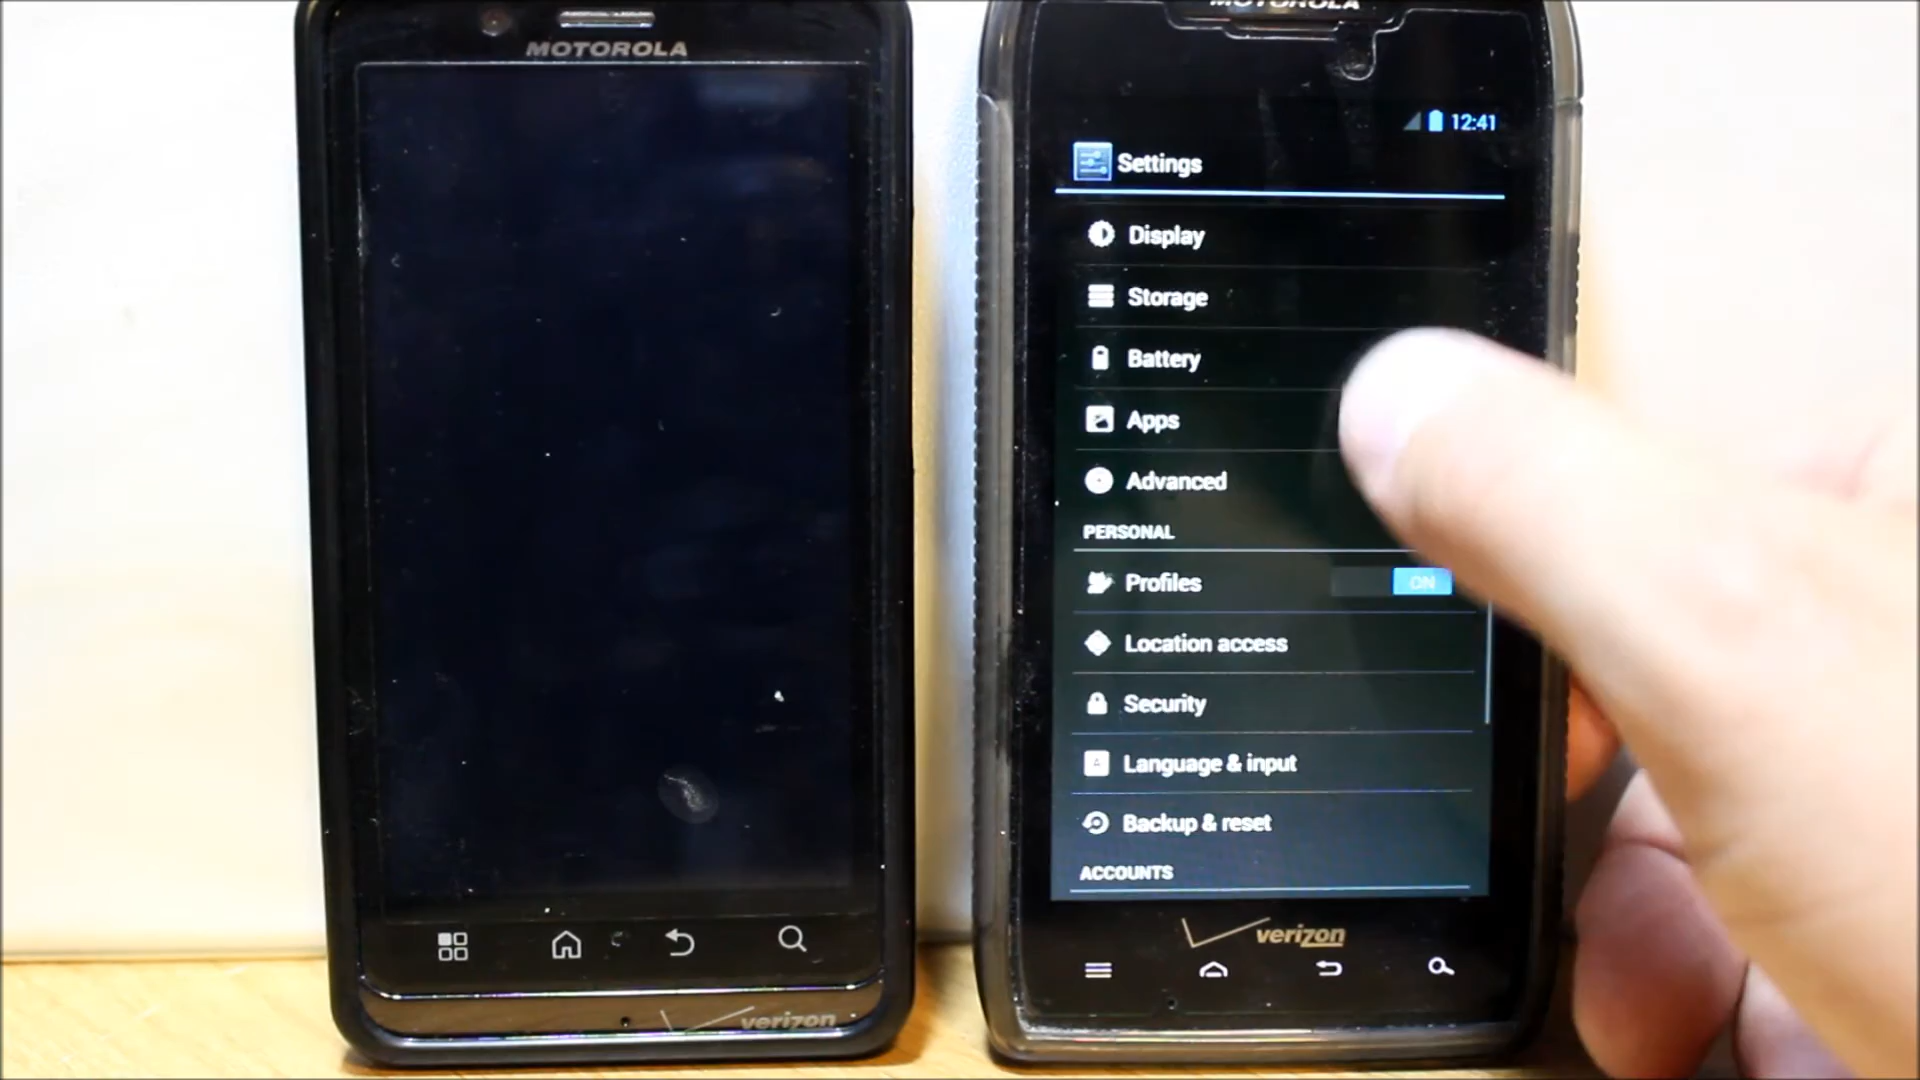 MOTOROLA
verizon
MOTOROLA
12:41
Settings
Display
Storage
Battery
Apps
Advanced
PERSONAL
Profiles
ON
Location access
Security
Language & input
Backup & reset
ACCOUNTS
verizon